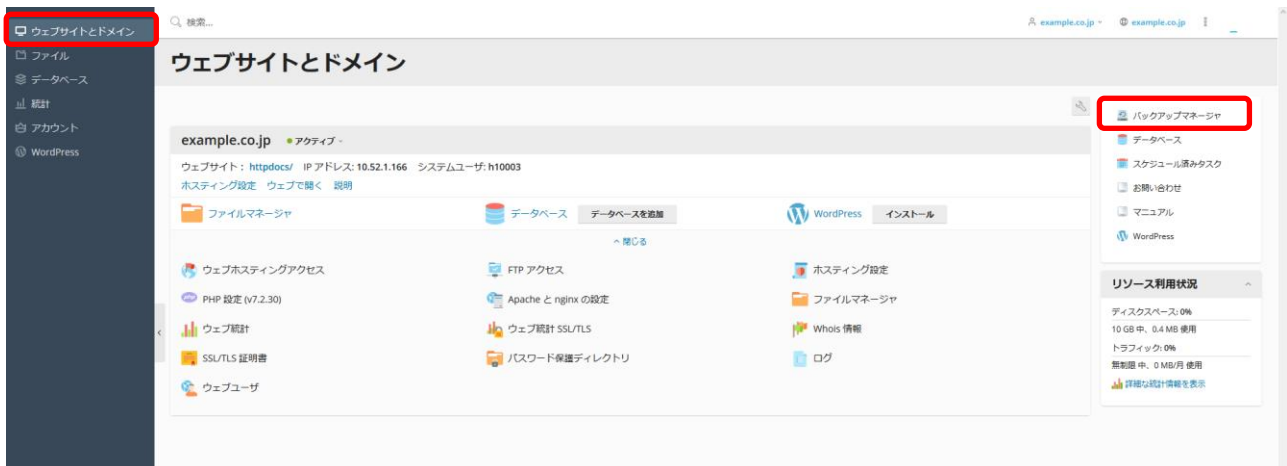 ウェブサイトとドメイン
ファイル
データベース
統計
アカウント
WordPress
検索...
example.co.jp
example.co.jp
ウェブサイトとドメイン
example.co.jp アクティブ
ウェブサイト： httpdocs/ IP アドレス: 10.52.1.166 システムユーザ: h10003
ホスティング設定 ウェブで開く 説明
ファイルマネージャ データベース データベースを追加 WordPress インストール
閉じる
ウェブホスティングアクセス FTP アクセス ホスティング設定
PHP 設定 (v7.2.30) Apache と nginx の設定 ファイルマネージャ
ウェブ統計 ウェブ統計 SSL/TLS Whois 情報
SSL/TLS 証明書 パスワード保護ディレクトリ ログ
ウェブユーザ
バックアップマネージャ
データベース
スケジュール済みタスク
お問い合わせ
マニュアル
WordPress
リソース利用状況
ディスクスペース: 0%
10 GB 中、0.4 MB 使用
トラフィック: 0%
無制限 中、0 MB/月 使用
詳細な統計情報を表示